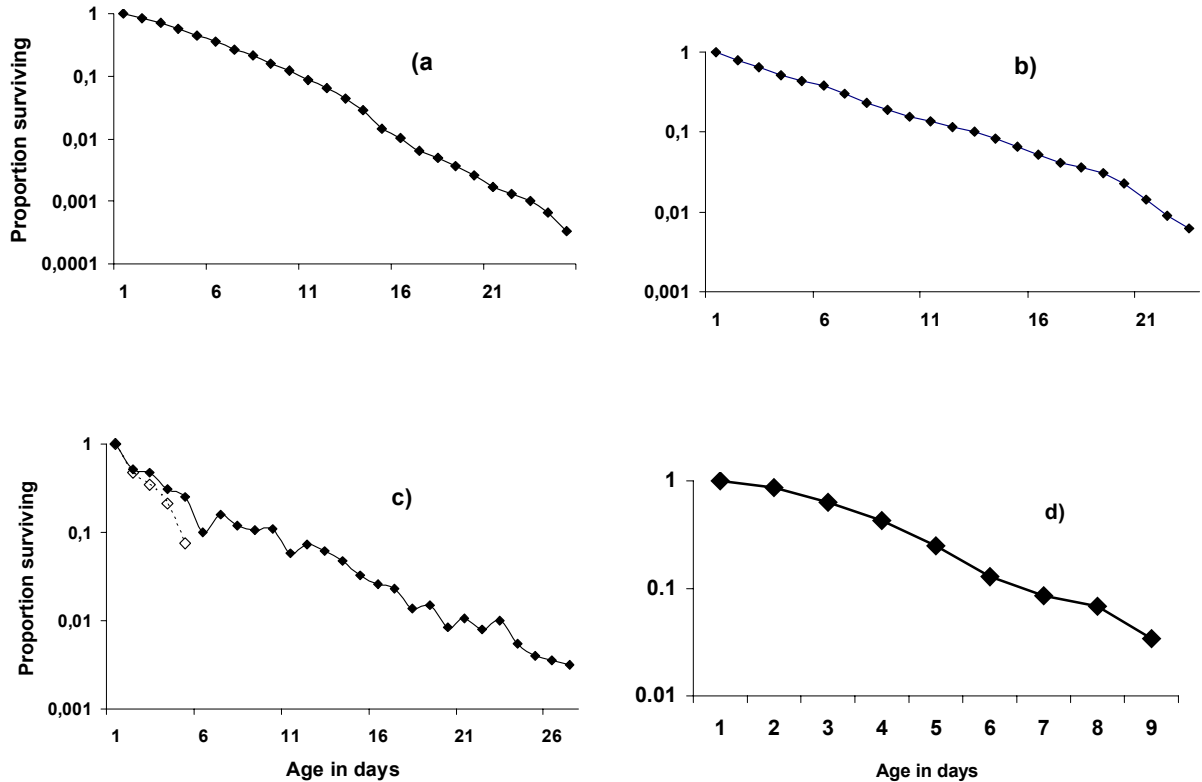 (a
Proportion surviving
1
0,1
0,01
0,001
0,0001
1 6 11 16 21
b)
1
0,1
0,01
0,001
1 6 11 16 21
c)
Proportion surviving
1
0,1
0,01
0,001
1 6 11 16 21 26
Age in days
d)
1
0.1
0.01
1 2 3 4 5 6 7 8 9
Age in days